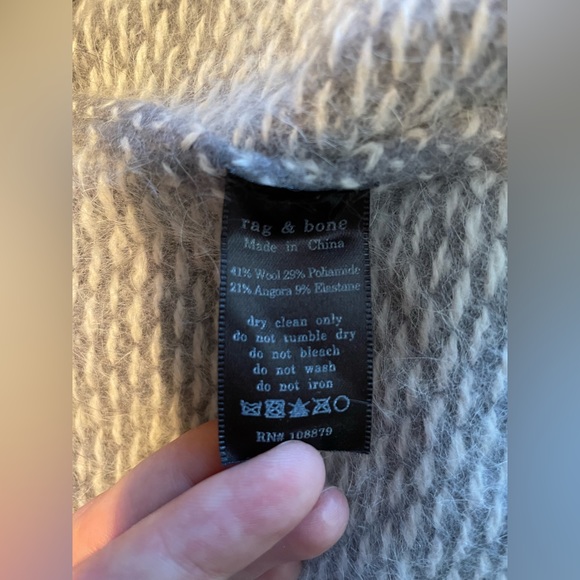 rag & bone
Made in China
41% Wool 29% Poliamide
21% Angora 9% Elastane
dry clean only
do not tumble dry
do not bleach
do not wash
do not iron
RN# 108879